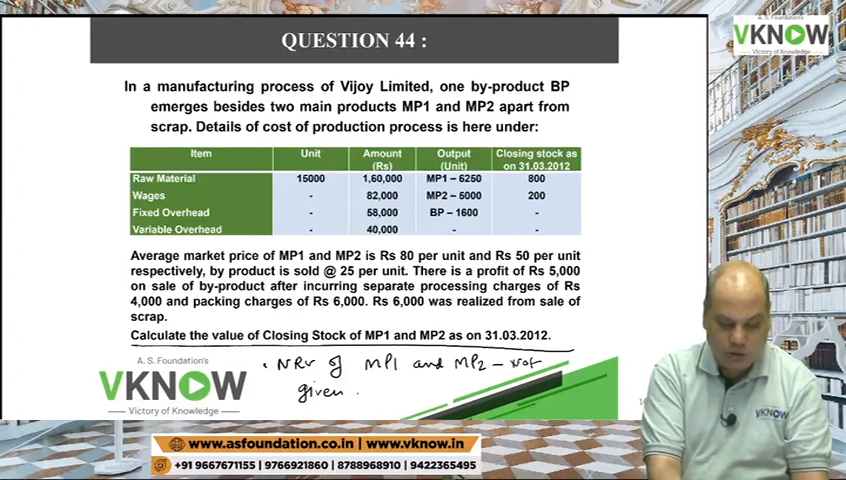 QUESTION 44 :
A. S. Foundation's
VKNOW
Victory of Knowledge
In a manufacturing process of Vijoy Limited, one by-product BP
emerges besides two main products MP1 and MP2 apart from
scrap. Details of cost of production process is here under:
Item Unit Amount (Rs) Output (Unit) Closing stock as on 31.03.2012
Raw Material 15000 1,60,000 MP1 – 6250 800
Wages - 82,000 MP2 – 5000 200
Fixed Overhead - 58,000 BP – 1600 -
Variable Overhead - 40,000 - -
Average market price of MP1 and MP2 is Rs 80 per unit and Rs 50 per unit
respectively, by product is sold @ 25 per unit. There is a profit of Rs 5,000
on sale of by-product after incurring separate processing charges of Rs
4,000 and packing charges of Rs 6,000. Rs 6,000 was realized from sale of
scrap.
Calculate the value of Closing Stock of MP1 and MP2 as on 31.03.2012.
. NRV of MP1 and MP2 – Not
given .
A. S. Foundation's
VKNOW
Victory of Knowledge
VKNOW
www.asfoundation.co.in | www.vknow.in
+91 9667671155 | 9766921860 | 8788968910 | 9422365495